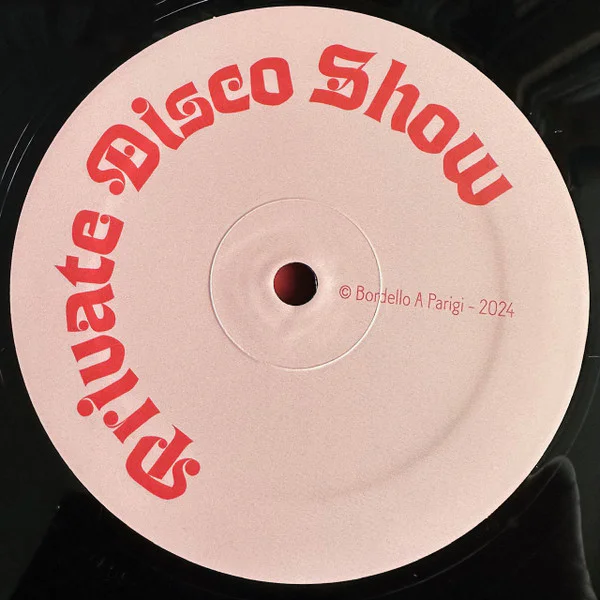 Private Disco Show
© Bordello A Parigi - 2024